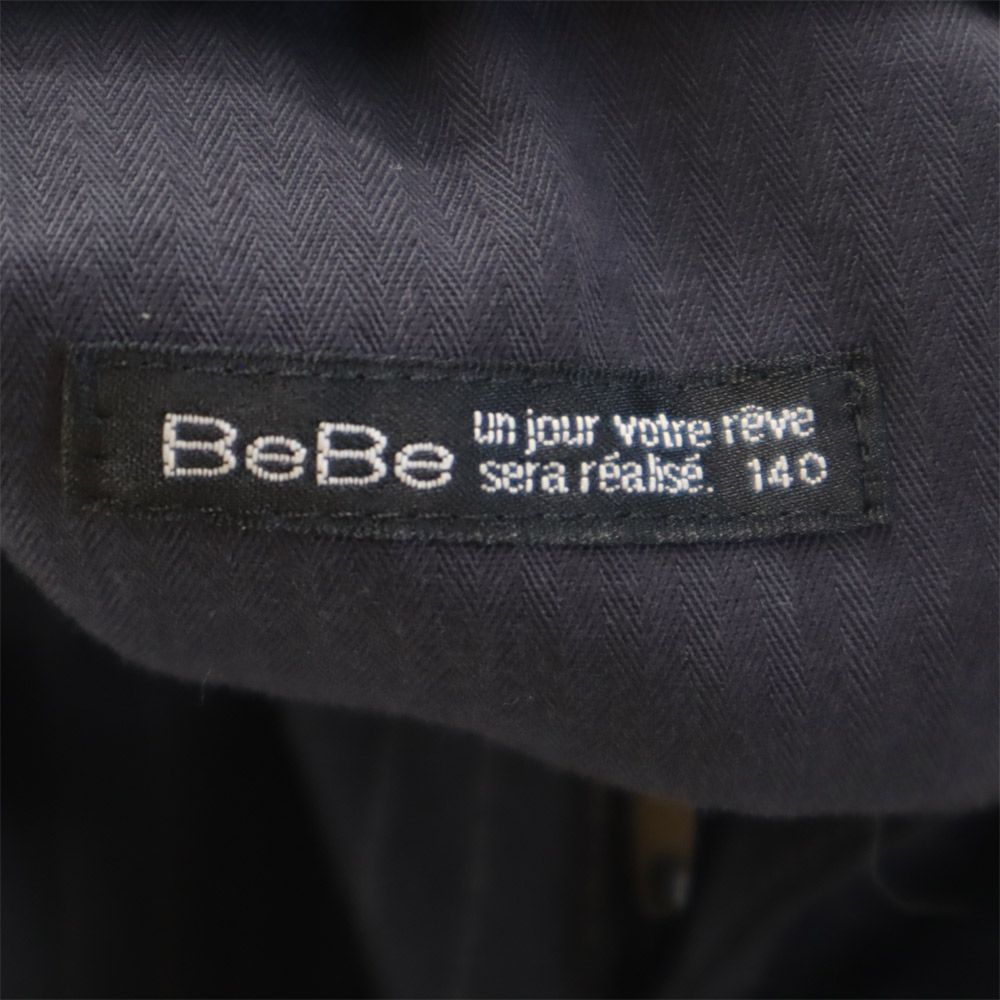 BeBe
un jour votre rêve
sera réalisé. 140